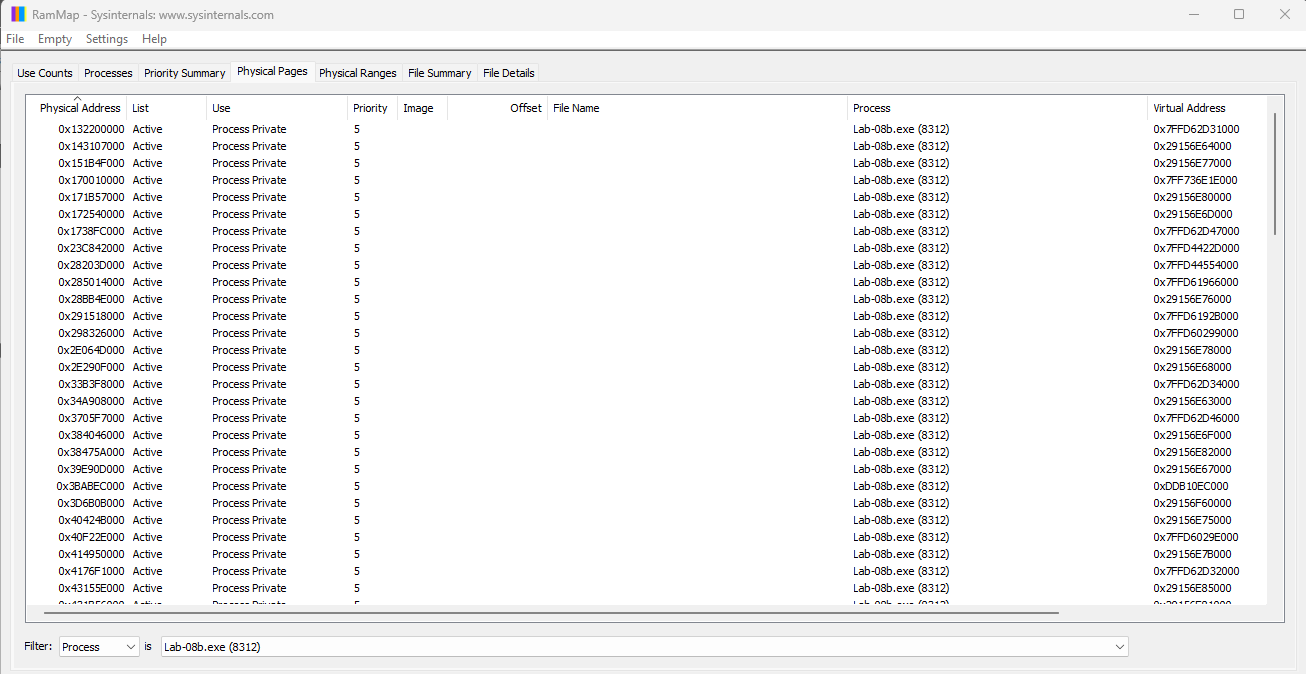 RamMap - Sysinternals: www.sysinternals.com
File Empty Settings Help
Use Counts Processes Priority Summary Physical Pages Physical Ranges File Summary File Details
Physical Address List Use Priority Image Offset File Name Process Virtual Address
0x132200000 Active Process Private 5 Lab-08b.exe (8312) 0x7FFD62D31000
0x143107000 Active Process Private 5 Lab-08b.exe (8312) 0x29156E64000
0x151B4F000 Active Process Private 5 Lab-08b.exe (8312) 0x29156E77000
0x170010000 Active Process Private 5 Lab-08b.exe (8312) 0x7FF736E1E000
0x171B57000 Active Process Private 5 Lab-08b.exe (8312) 0x29156E80000
0x172540000 Active Process Private 5 Lab-08b.exe (8312) 0x29156E6D000
0x1738FC000 Active Process Private 5 Lab-08b.exe (8312) 0x7FFD62D47000
0x23C842000 Active Process Private 5 Lab-08b.exe (8312) 0x7FFD4422D000
0x28203D000 Active Process Private 5 Lab-08b.exe (8312) 0x7FFD44554000
0x285014000 Active Process Private 5 Lab-08b.exe (8312) 0x7FFD61966000
0x28BB4E000 Active Process Private 5 Lab-08b.exe (8312) 0x29156E76000
0x291518000 Active Process Private 5 Lab-08b.exe (8312) 0x7FFD6192B000
0x298326000 Active Process Private 5 Lab-08b.exe (8312) 0x7FFD60299000
0x2E064D000 Active Process Private 5 Lab-08b.exe (8312) 0x29156E78000
0x2E290F000 Active Process Private 5 Lab-08b.exe (8312) 0x29156E68000
0x33B3F8000 Active Process Private 5 Lab-08b.exe (8312) 0x7FFD62D34000
0x34A908000 Active Process Private 5 Lab-08b.exe (8312) 0x29156E63000
0x3705F7000 Active Process Private 5 Lab-08b.exe (8312) 0x7FFD62D46000
0x384046000 Active Process Private 5 Lab-08b.exe (8312) 0x29156E6F000
0x38475A000 Active Process Private 5 Lab-08b.exe (8312) 0x29156E82000
0x39E90D000 Active Process Private 5 Lab-08b.exe (8312) 0x29156E67000
0x3BABEC000 Active Process Private 5 Lab-08b.exe (8312) 0xDDB10EC000
0x3D6B0B000 Active Process Private 5 Lab-08b.exe (8312) 0x29156F60000
0x40424B000 Active Process Private 5 Lab-08b.exe (8312) 0x29156E75000
0x40F22E000 Active Process Private 5 Lab-08b.exe (8312) 0x7FFD6029E000
0x414950000 Active Process Private 5 Lab-08b.exe (8312) 0x29156E7B000
0x4176F1000 Active Process Private 5 Lab-08b.exe (8312) 0x7FFD62D32000
0x43155E000 Active Process Private 5 Lab-08b.exe (8312) 0x29156E85000
Active Process Private 5 Lab-08b.exe (8312)
Filter: Process is Lab-08b.exe (8312)